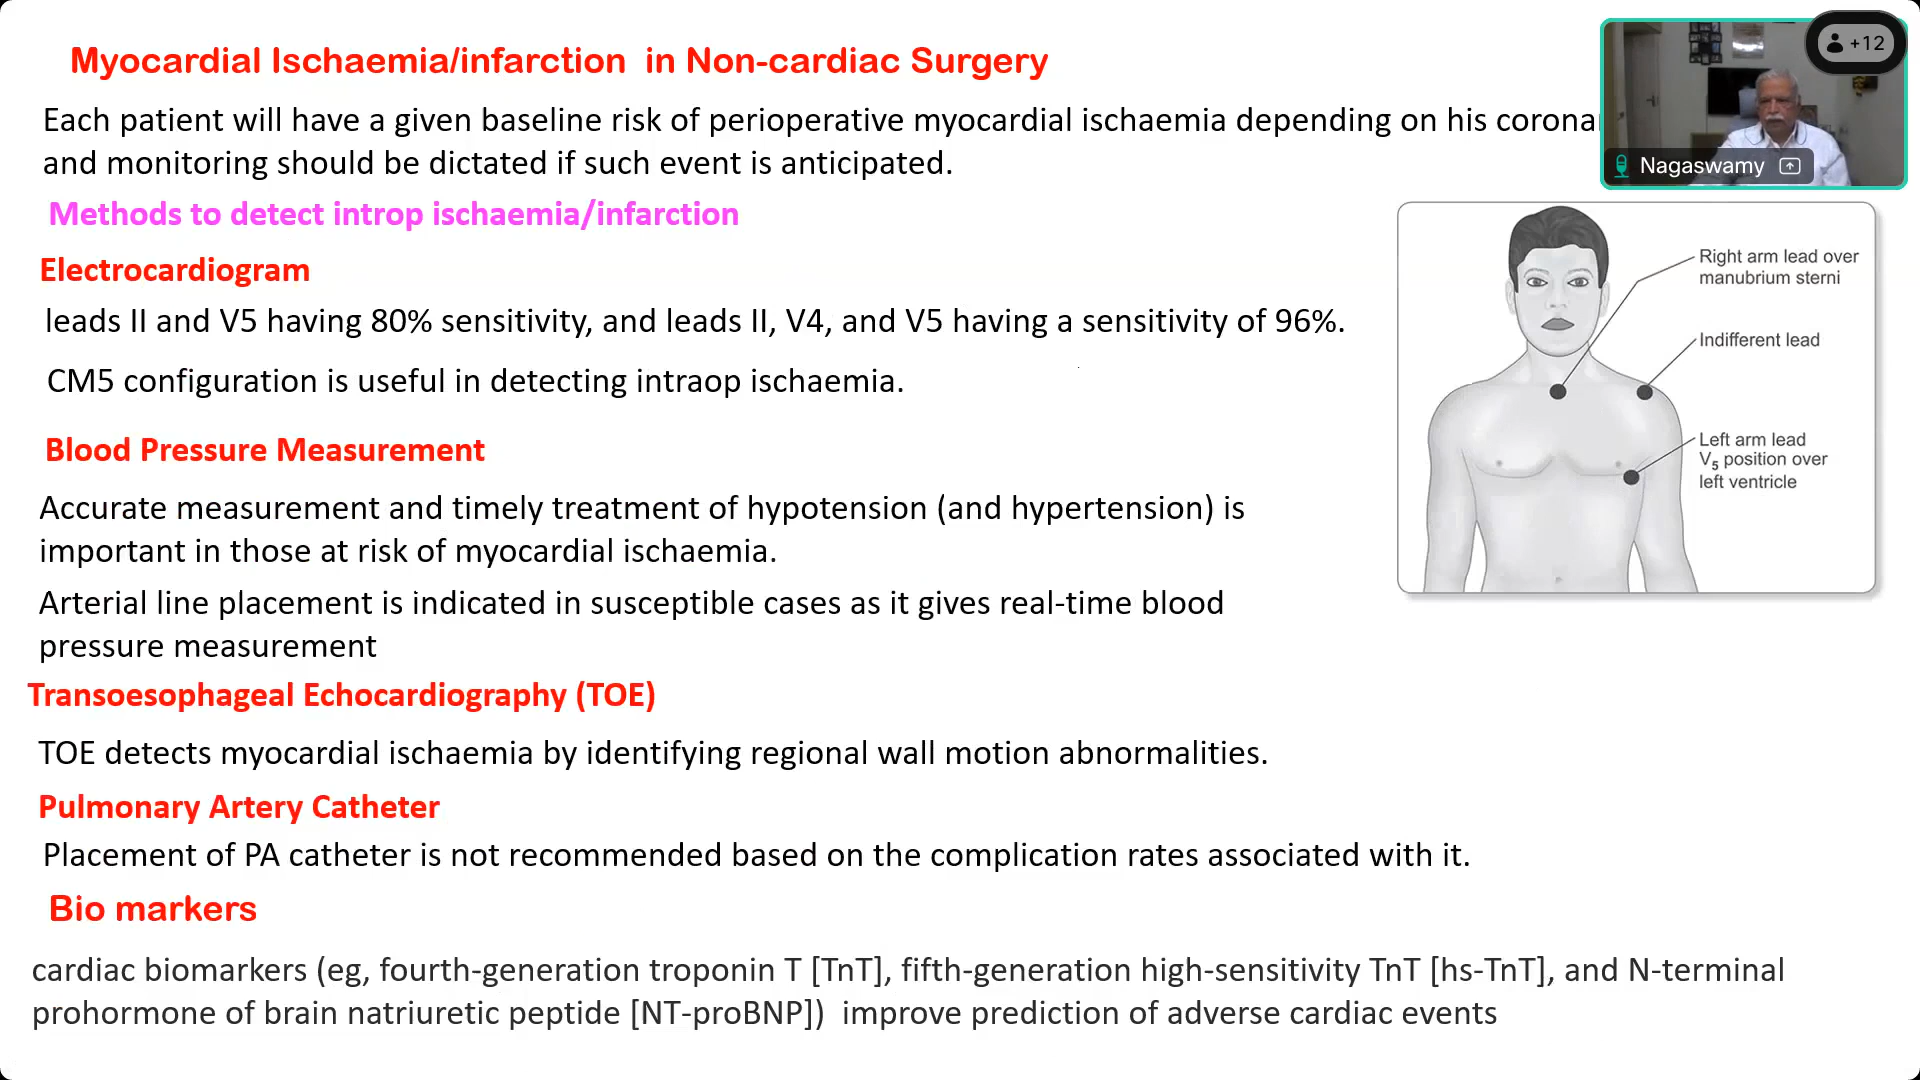 Myocardial Ischaemia/infarction in Non-cardiac Surgery
+12
Each patient will have a given baseline risk of perioperative myocardial ischaemia depending on his
and monitoring should be dictated if such event is anticipated.
Nagaswamy
Methods to detect introp ischaemia/infarction
Electrocardiogram
leads II and V5 having 80% sensitivity, and leads II, V4, and V5 having a sensitivity of 96%.
CM5 configuration is useful in detecting intraop ischaemia.
Right arm lead over
manubrium sterni
Indifferent lead
Left arm lead
V5 position over
left ventricle
Blood Pressure Measurement
Accurate measurement and timely treatment of hypotension (and hypertension) is
important in those at risk of myocardial ischaemia.
Arterial line placement is indicated in susceptible cases as it gives real-time blood
pressure measurement
Transoesophageal Echocardiography (TOE)
TOE detects myocardial ischaemia by identifying regional wall motion abnormalities.
Pulmonary Artery Catheter
Placement of PA catheter is not recommended based on the complication rates associated with it.
Bio markers
cardiac biomarkers (eg, fourth-generation troponin T [TnT], fifth-generation high-sensitivity TnT [hs-TnT], and N-terminal
prohormone of brain natriuretic peptide [NT-proBNP]) improve prediction of adverse cardiac events